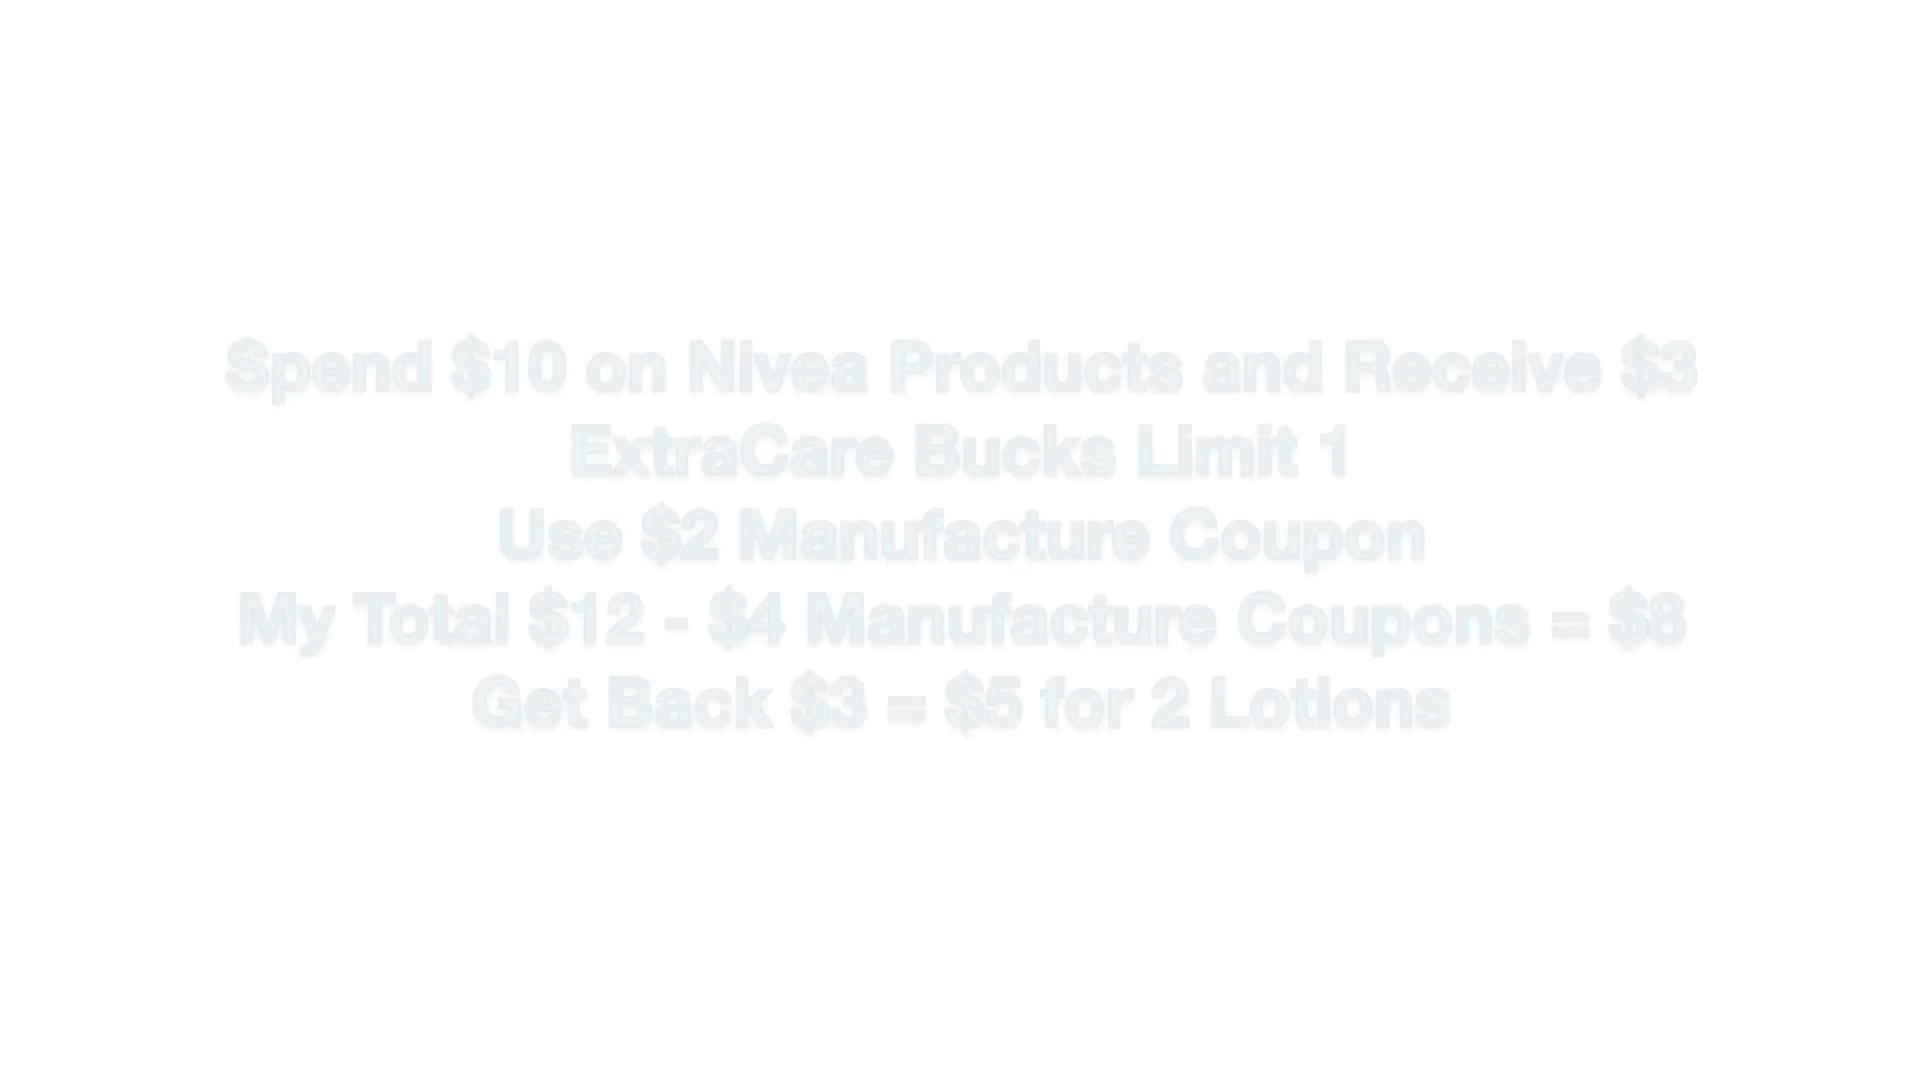 Spend $10 on Nivea Products and Receive $3
ExtraCare Bucks Limit 1
Use $2 Manufacture Coupon
My Total $12 - $4 Manufacture Coupons = $8
Get Back $3 = $5 for 2 Lotions